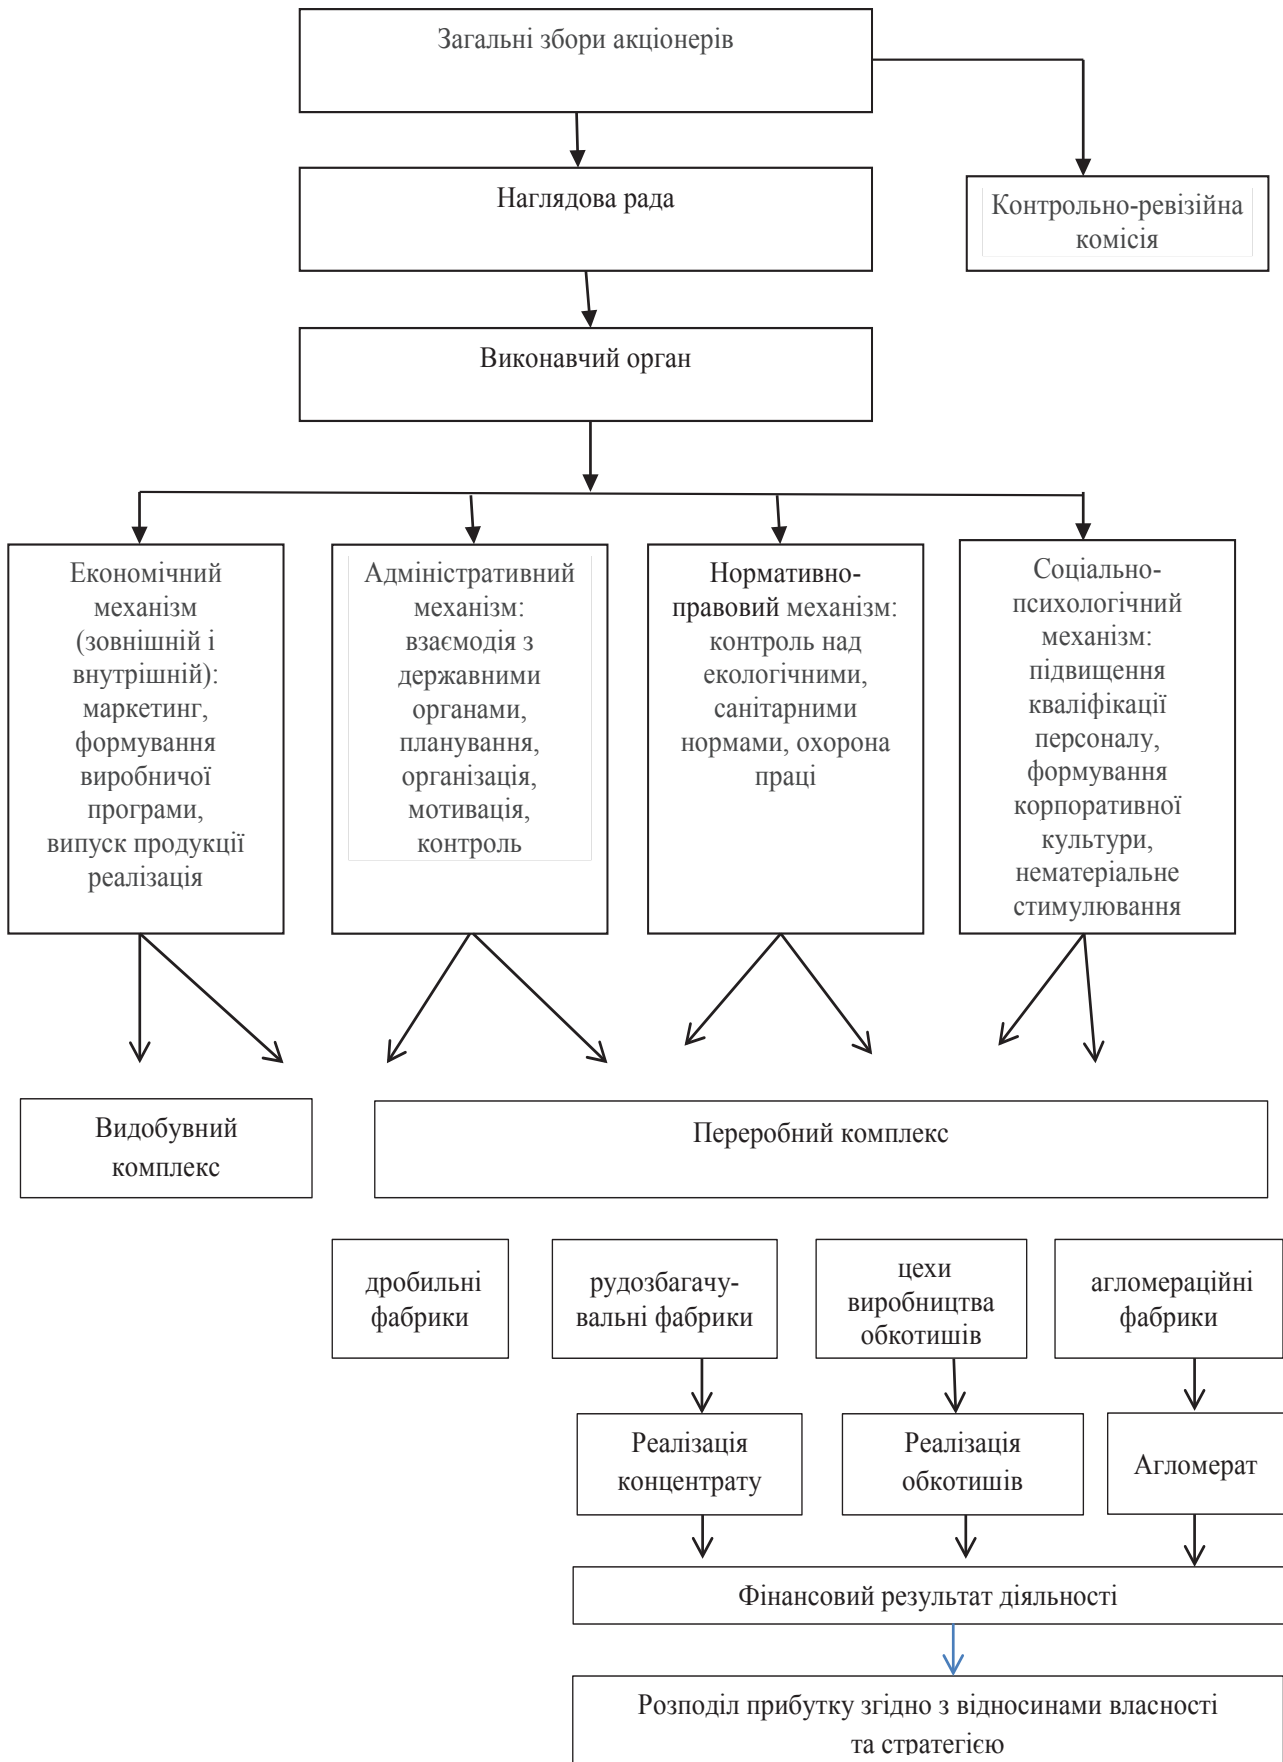 Загальні збори акціонерів
Наглядова рада
Контрольно-ревізійна
комісія
Виконавчий орган
Економічний
механізм
(зовнішній і
внутрішній):
маркетинг,
формування
виробничої
програми,
випуск продукції
реалізація
Адміністративний
механізм:
взаємодія з
державними
органами,
планування,
організація,
мотивація,
контроль
Нормативно-
правовий механізм:
контроль над
екологічними,
санітарними
нормами, охорона
праці
Соціально-
психологічний
механізм:
підвищення
кваліфікації
персоналу,
формування
корпоративної
культури,
нематеріальне
стимулювання
Видобувний
комплекс
Переробний комплекс
дробильні
фабрики
рудозбагачу-
вальні фабрики
цехи
виробництва
обкотишів
агломераційні
фабрики
Реалізація
концентрату
Реалізація
обкотишів
Агломерат
Фінансовий результат діяльності
Розподіл прибутку згідно з відносинами власності
та стратегією